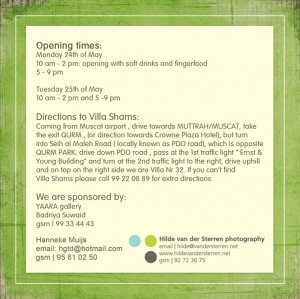 Opening times:
Monday 24th of May
10 am - 2 pm: opening with soft drinks and fingerfood
5 - 9 pm
Tuesday 25th of May
10 am - 2 pm and 5 -9 pm
Directions to Villa Shams:
Coming from Muscat airport , drive towards MUTTRAH/MUSCAT, take
the exit QURM , (or direction towards Crowne Plaza Hotel), but turn
into Seih al Maleh Road ( locally known as PDO road), which is opposite
QURM PARK, drive down PDO road , pass at the 1st traffic light " Ernst &
Young Building" and turn at the 2nd traffic light to the right, drive uphill
and on top on the right side we are Villa Nr 32. If you can't find
Villa Shams please call 99 22 08 89 for extra directions.
We are sponsored by:
YAARA gallery
Badriya Suwaid
gsm | 99 33 44 43
Hanneke Muijs
email: hgtd@hotmail.com
gsm | 95 61 02 50
Hilde van der Sterren photography
email | hilde@vandersterren.net
www.hildevandersterren.net
gsm | 92 72 36 75